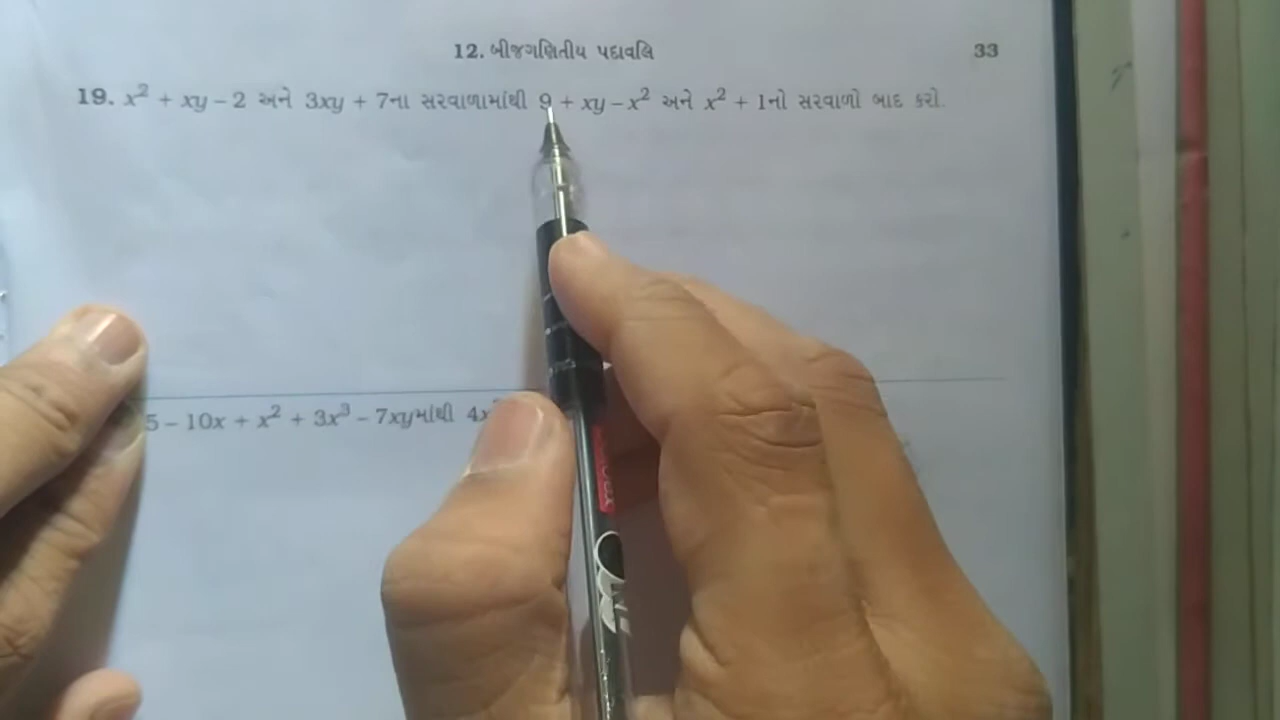 12. બીજગણિતીય પદાવલિ 33
19. x² + xy – 2 અને 3xy + 7ના સરવાળામાંથી 9 + xy – x² અને x² + 1નો સરવાળો બાદ કરો.
5 – 10x + x² + 3x³ – 7xyમાંથી